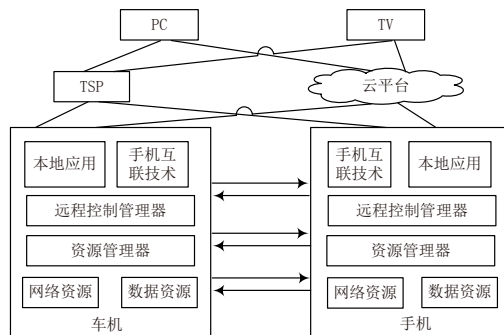 PC
TV
TSP
云平台
本地应用
手机互
联技术
手机互
联技术
本地应用
远程控制管理器
远程控制管理器
资源管理器
资源管理器
网络资源
数据资源
网络资源
数据资源
车机
手机